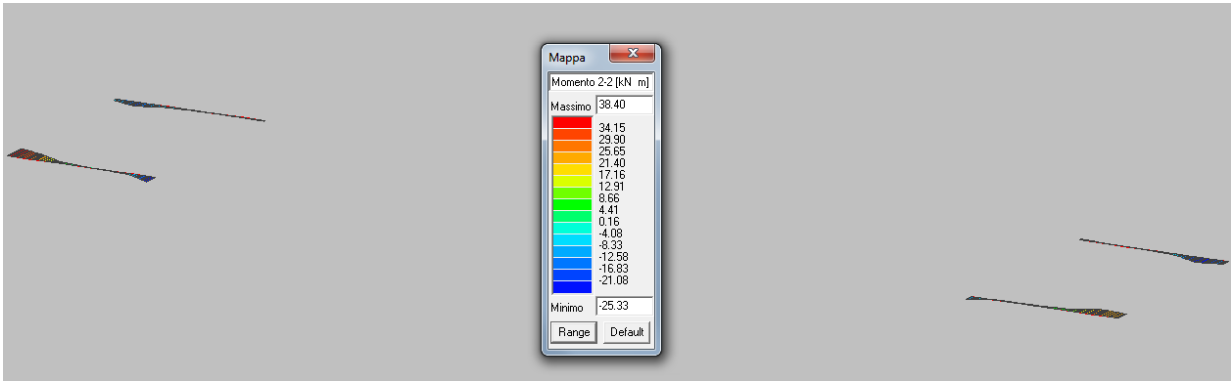 Mappa
Momento 2-2 [kN m]
Massimo 38.40
34.15
29.90
25.65
21.40
17.16
12.91
8.66
4.41
0.16
-4.08
-8.33
-12.58
-16.83
-21.08
Minimo -25.33
Range Default